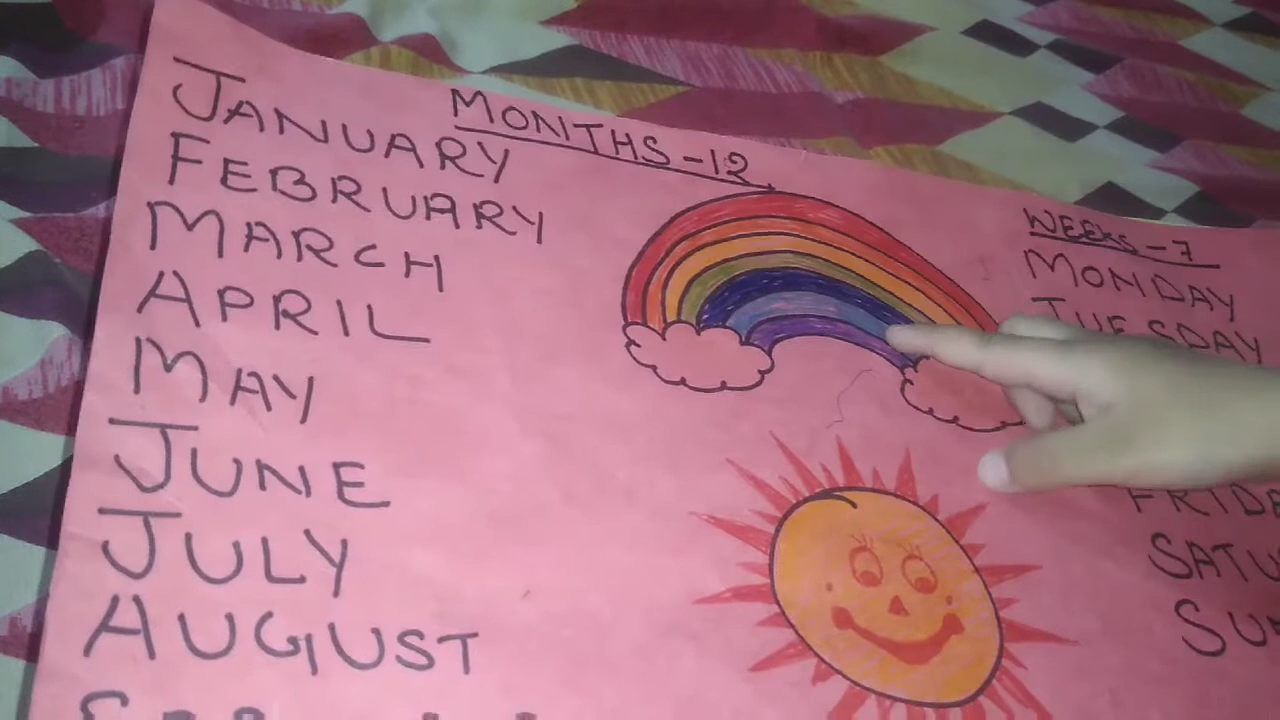 MONTHS-12
JANUARY
FEBRUARY
MARCH
APRIL
MAY
JUNE
JULY
AUGUST
WEEKS-7
MONDAY
TUESDAY